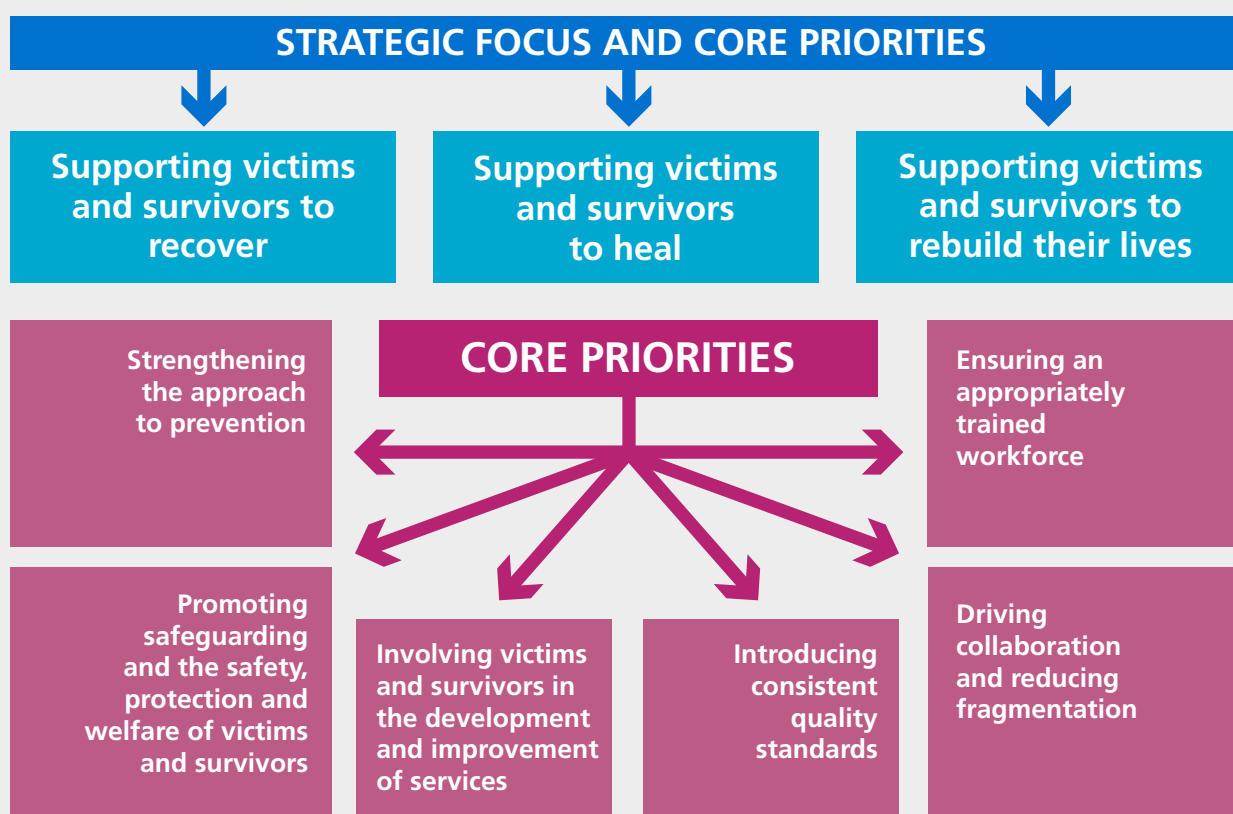 STRATEGIC FOCUS AND CORE PRIORITIES
Supporting victims
and survivors to
recover
Supporting victims
and survivors
to heal
Supporting victims
and survivors to
rebuild their lives
CORE PRIORITIES
Strengthening
the approach
to prevention
Promoting
safeguarding
and the safety,
protection and
welfare of victims
and survivors
Involving victims
and survivors in
the development
and improvement
of services
Introducing
consistent
quality
standards
Driving
collaboration
and reducing
fragmentation
Ensuring an
appropriately
trained
workforce